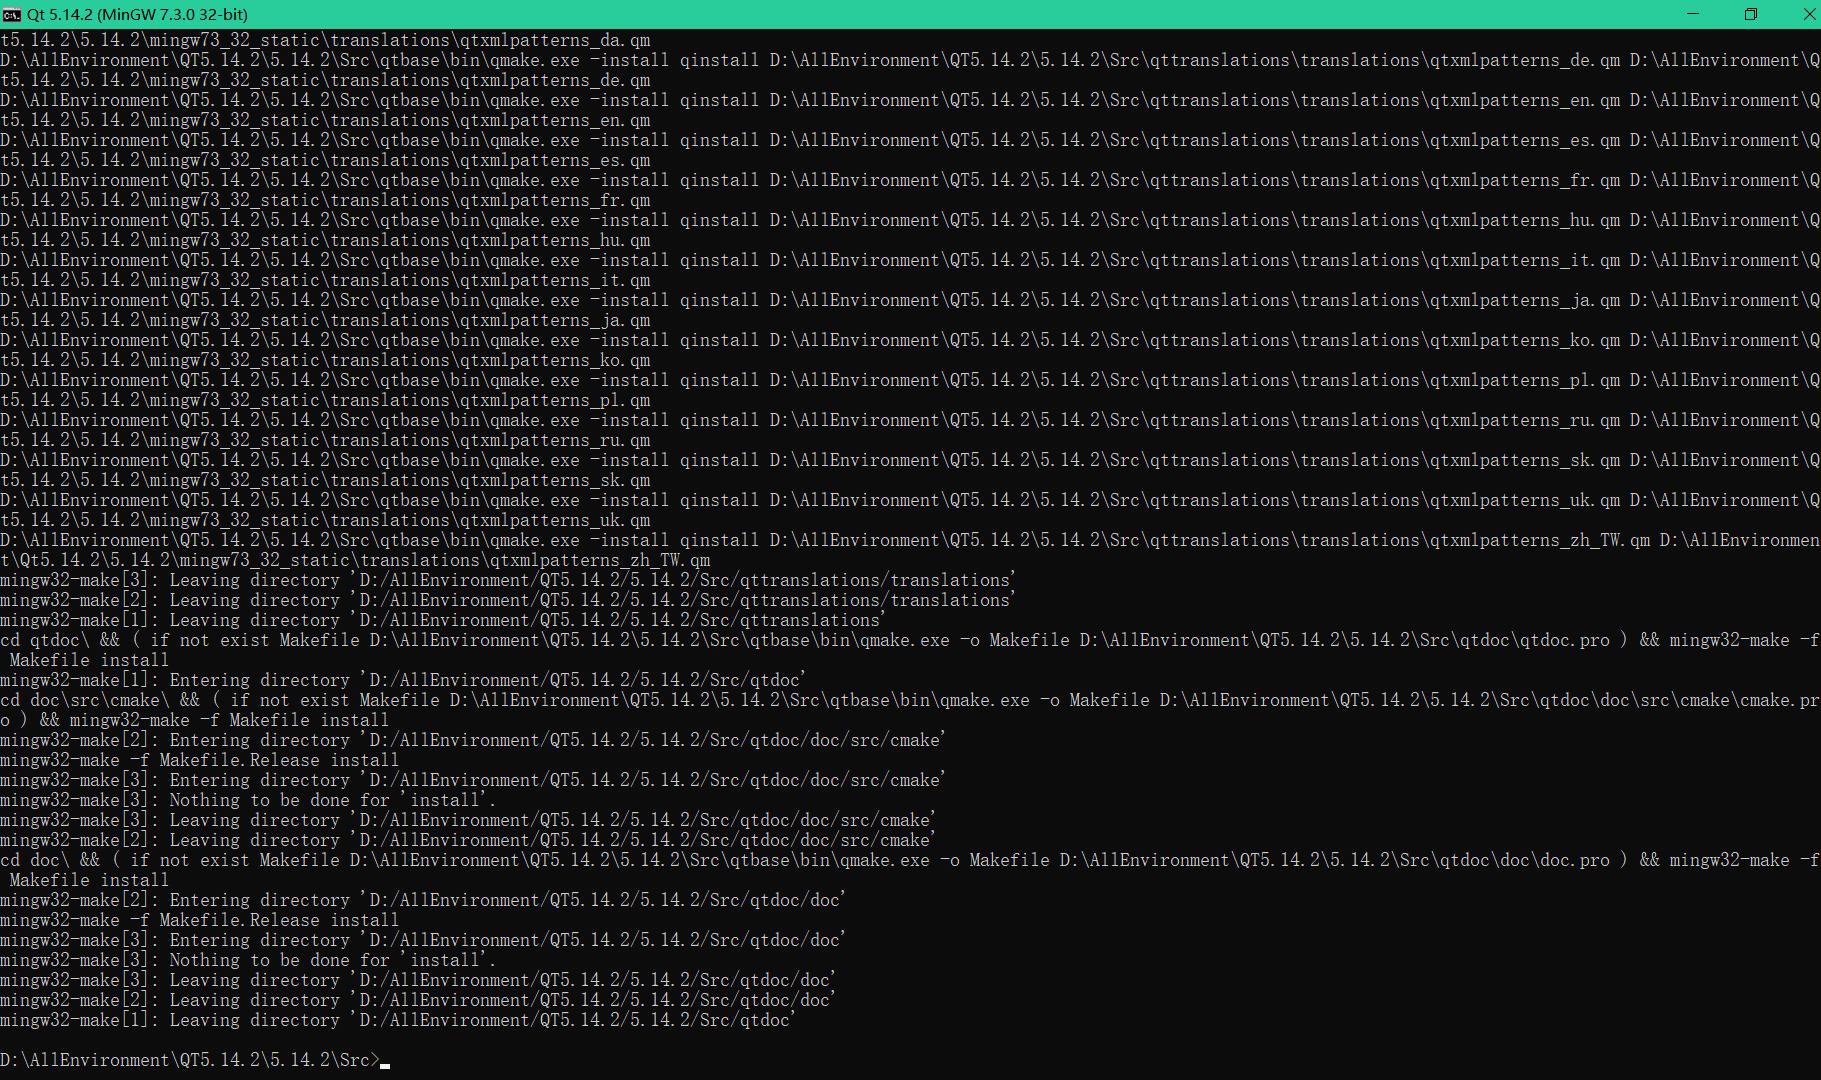 Qt 5.14.2 (MinGW 7.3.0 32-bit)
t5.14.2\5.14.2\mingw73_32_static\translations\qtxmlpatterns_da.qm
D:\AllEnvironment\QT5.14.2\5.14.2\Src\qtbase\bin\qmake.exe -install qinstall D:\AllEnvironment\QT5.14.2\5.14.2\Src\qttranslations\translations\qtxmlpatterns_de.qm D:\AllEnvironment\Q
t5.14.2\5.14.2\mingw73_32_static\translations\qtxmlpatterns_de.qm
D:\AllEnvironment\QT5.14.2\5.14.2\Src\qtbase\bin\qmake.exe -install qinstall D:\AllEnvironment\QT5.14.2\5.14.2\Src\qttranslations\translations\qtxmlpatterns_en.qm D:\AllEnvironment\Q
t5.14.2\5.14.2\mingw73_32_static\translations\qtxmlpatterns_en.qm
D:\AllEnvironment\QT5.14.2\5.14.2\Src\qtbase\bin\qmake.exe -install qinstall D:\AllEnvironment\QT5.14.2\5.14.2\Src\qttranslations\translations\qtxmlpatterns_es.qm D:\AllEnvironment\Q
t5.14.2\5.14.2\mingw73_32_static\translations\qtxmlpatterns_es.qm
D:\AllEnvironment\QT5.14.2\5.14.2\Src\qtbase\bin\qmake.exe -install qinstall D:\AllEnvironment\QT5.14.2\5.14.2\Src\qttranslations\translations\qtxmlpatterns_fr.qm D:\AllEnvironment\Q
t5.14.2\5.14.2\mingw73_32_static\translations\qtxmlpatterns_fr.qm
D:\AllEnvironment\QT5.14.2\5.14.2\Src\qtbase\bin\qmake.exe -install qinstall D:\AllEnvironment\QT5.14.2\5.14.2\Src\qttranslations\translations\qtxmlpatterns_hu.qm D:\AllEnvironment\Q
t5.14.2\5.14.2\mingw73_32_static\translations\qtxmlpatterns_hu.qm
D:\AllEnvironment\QT5.14.2\5.14.2\Src\qtbase\bin\qmake.exe -install qinstall D:\AllEnvironment\QT5.14.2\5.14.2\Src\qttranslations\translations\qtxmlpatterns_it.qm D:\AllEnvironment\Q
t5.14.2\5.14.2\mingw73_32_static\translations\qtxmlpatterns_it.qm
D:\AllEnvironment\QT5.14.2\5.14.2\Src\qtbase\bin\qmake.exe -install qinstall D:\AllEnvironment\QT5.14.2\5.14.2\Src\qttranslations\translations\qtxmlpatterns_ja.qm D:\AllEnvironment\Q
t5.14.2\5.14.2\mingw73_32_static\translations\qtxmlpatterns_ja.qm
D:\AllEnvironment\QT5.14.2\5.14.2\Src\qtbase\bin\qmake.exe -install qinstall D:\AllEnvironment\QT5.14.2\5.14.2\Src\qttranslations\translations\qtxmlpatterns_ko.qm D:\AllEnvironment\Q
t5.14.2\5.14.2\mingw73_32_static\translations\qtxmlpatterns_ko.qm
D:\AllEnvironment\QT5.14.2\5.14.2\Src\qtbase\bin\qmake.exe -install qinstall D:\AllEnvironment\QT5.14.2\5.14.2\Src\qttranslations\translations\qtxmlpatterns_pl.qm D:\AllEnvironment\Q
t5.14.2\5.14.2\mingw73_32_static\translations\qtxmlpatterns_pl.qm
D:\AllEnvironment\QT5.14.2\5.14.2\Src\qtbase\bin\qmake.exe -install qinstall D:\AllEnvironment\QT5.14.2\5.14.2\Src\qttranslations\translations\qtxmlpatterns_ru.qm D:\AllEnvironment\Q
t5.14.2\5.14.2\mingw73_32_static\translations\qtxmlpatterns_ru.qm
D:\AllEnvironment\QT5.14.2\5.14.2\Src\qtbase\bin\qmake.exe -install qinstall D:\AllEnvironment\QT5.14.2\5.14.2\Src\qttranslations\translations\qtxmlpatterns_sk.qm D:\AllEnvironment\Q
t5.14.2\5.14.2\mingw73_32_static\translations\qtxmlpatterns_sk.qm
D:\AllEnvironment\QT5.14.2\5.14.2\Src\qtbase\bin\qmake.exe -install qinstall D:\AllEnvironment\QT5.14.2\5.14.2\Src\qttranslations\translations\qtxmlpatterns_uk.qm D:\AllEnvironment\Q
t5.14.2\5.14.2\mingw73_32_static\translations\qtxmlpatterns_uk.qm
D:\AllEnvironment\QT5.14.2\5.14.2\Src\qtbase\bin\qmake.exe -install qinstall D:\AllEnvironment\QT5.14.2\5.14.2\Src\qttranslations\translations\qtxmlpatterns_zh_TW.qm D:\AllEnvironmen
t\Qt5.14.2\5.14.2\mingw73_32_static\translations\qtxmlpatterns_zh_TW.qm
mingw32-make[3]: Leaving directory 'D:/AllEnvironment/QT5.14.2/5.14.2/Src/qttranslations/translations'
mingw32-make[2]: Leaving directory 'D:/AllEnvironment/QT5.14.2/5.14.2/Src/qttranslations/translations'
mingw32-make[1]: Leaving directory 'D:/AllEnvironment/QT5.14.2/5.14.2/Src/qttranslations'
cd qtdoc\ && ( if not exist Makefile D:\AllEnvironment\QT5.14.2\5.14.2\Src\qtbase\bin\qmake.exe -o Makefile D:\AllEnvironment\QT5.14.2\5.14.2\Src\qtdoc\qtdoc.pro ) && mingw32-make -f
 Makefile install
mingw32-make[1]: Entering directory 'D:/AllEnvironment/QT5.14.2/5.14.2/Src/qtdoc'
cd doc\src\cmake\ && ( if not exist Makefile D:\AllEnvironment\QT5.14.2\5.14.2\Src\qtbase\bin\qmake.exe -o Makefile D:\AllEnvironment\QT5.14.2\5.14.2\Src\qtdoc\doc\src\cmake\cmake.pr
o ) && mingw32-make -f Makefile install
mingw32-make[2]: Entering directory 'D:/AllEnvironment/QT5.14.2/5.14.2/Src/qtdoc/doc/src/cmake'
mingw32-make -f Makefile.Release install
mingw32-make[3]: Entering directory 'D:/AllEnvironment/QT5.14.2/5.14.2/Src/qtdoc/doc/src/cmake'
mingw32-make[3]: Nothing to be done for 'install'.
mingw32-make[3]: Leaving directory 'D:/AllEnvironment/QT5.14.2/5.14.2/Src/qtdoc/doc/src/cmake'
mingw32-make[2]: Leaving directory 'D:/AllEnvironment/QT5.14.2/5.14.2/Src/qtdoc/doc/src/cmake'
cd doc\ && ( if not exist Makefile D:\AllEnvironment\QT5.14.2\5.14.2\Src\qtbase\bin\qmake.exe -o Makefile D:\AllEnvironment\QT5.14.2\5.14.2\Src\qtdoc\doc\doc.pro ) && mingw32-make -f
 Makefile install
mingw32-make[2]: Entering directory 'D:/AllEnvironment/QT5.14.2/5.14.2/Src/qtdoc/doc'
mingw32-make -f Makefile.Release install
mingw32-make[3]: Entering directory 'D:/AllEnvironment/QT5.14.2/5.14.2/Src/qtdoc/doc'
mingw32-make[3]: Nothing to be done for 'install'.
mingw32-make[3]: Leaving directory 'D:/AllEnvironment/QT5.14.2/5.14.2/Src/qtdoc/doc'
mingw32-make[2]: Leaving directory 'D:/AllEnvironment/QT5.14.2/5.14.2/Src/qtdoc/doc'
mingw32-make[1]: Leaving directory 'D:/AllEnvironment/QT5.14.2/5.14.2/Src/qtdoc'
D:\AllEnvironment\QT5.14.2\5.14.2\Src>